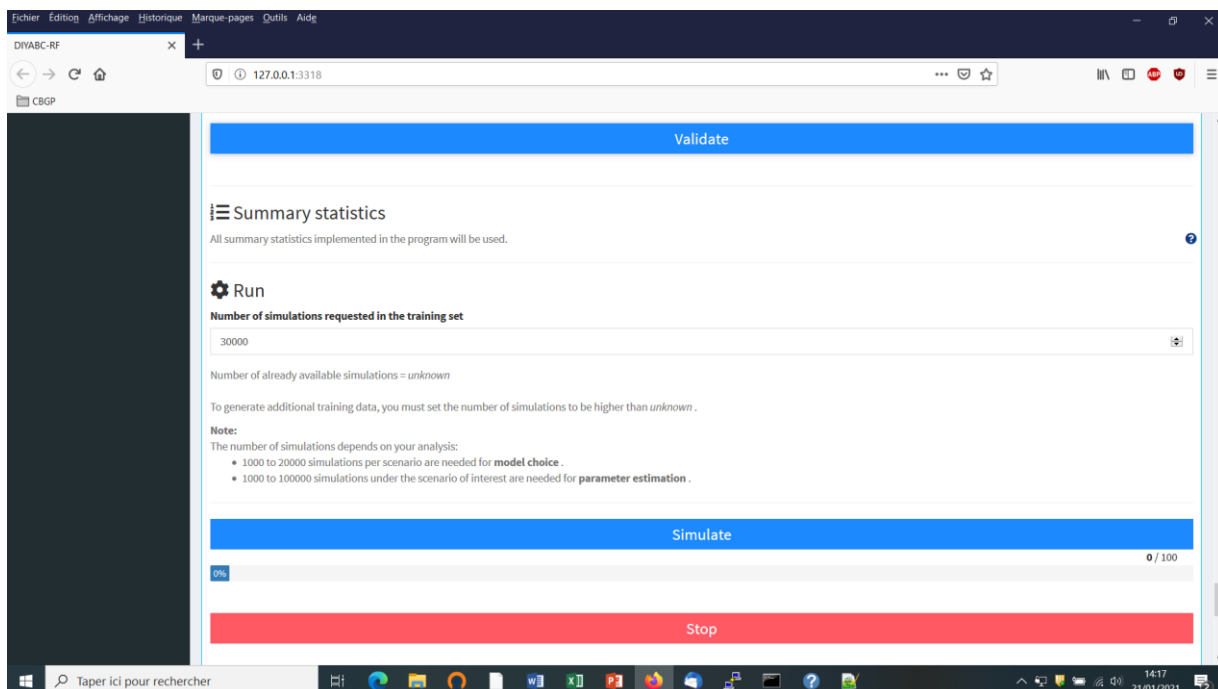 Fichier Édition Affichage Historique Marque-pages Outils Aide
DIYABC-RF
127.0.0.1:3318
CBGP
Validate
Summary statistics
All summary statistics implemented in the program will be used.
Run
Number of simulations requested in the training set
30000
Number of already available simulations = unknown
To generate additional training data, you must set the number of simulations to be higher than unknown .
Note:
The number of simulations depends on your analysis:
1000 to 20000 simulations per scenario are needed for model choice .
1000 to 100000 simulations under the scenario of interest are needed for parameter estimation .
Simulate
0 / 100
0%
Stop
Taper ici pour rechercher
14:17
21/01/2021